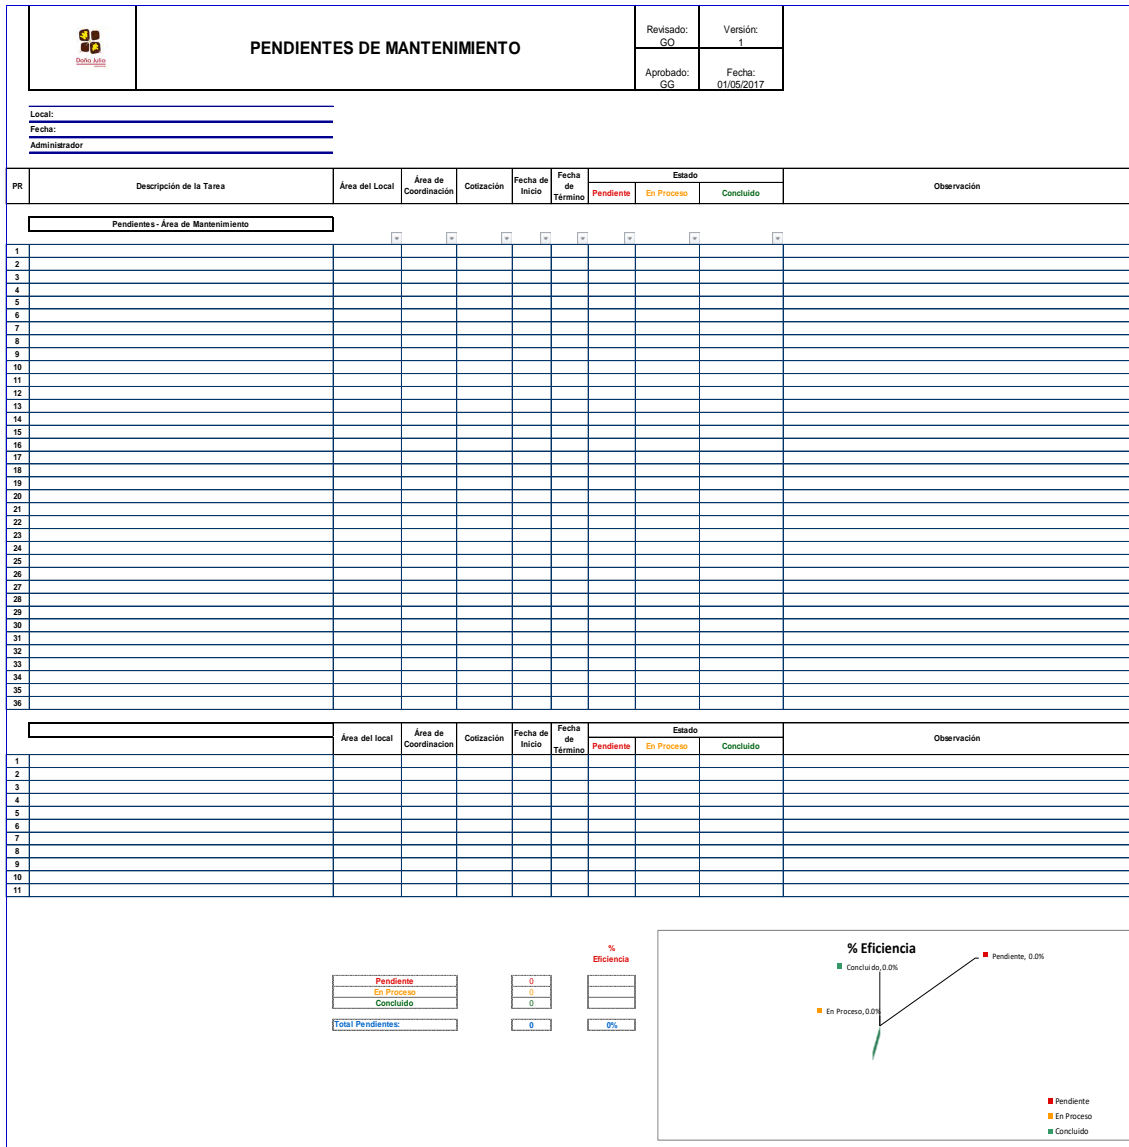 Doña Julia
PENDIENTES DE MANTENIMIENTO
Revisado:
GO
Versión:
1
Aprobado:
GG
Fecha:
01/05/2017
Local:
Fecha:
Administrador
PR
Descripción de la Tarea
Área del Local
Área de
Coordinación
Cotización
Fecha de
Inicio
Fecha
de
Término
Estado
Pendiente
En Proceso
Concluido
Observación
Pendientes - Área de Mantenimiento
1
2
3
4
5
6
7
8
9
10
11
12
13
14
15
16
17
18
19
20
21
22
23
24
25
26
27
28
29
30
31
32
33
34
35
36
Área del local
Área de
Coordinacion
Cotización
Fecha de
Inicio
Fecha
de
Término
Estado
Pendiente
En Proceso
Concluido
Observación
1
2
3
4
5
6
7
8
9
10
11
%
Eficiencia
Pendiente 0
En Proceso 0
Concluido 0
Total Pendientes: 0 0%
% Eficiencia
Concluido, 0.0%
Pendiente, 0.0%
En Proceso, 0.0%
Pendiente
En Proceso
Concluido